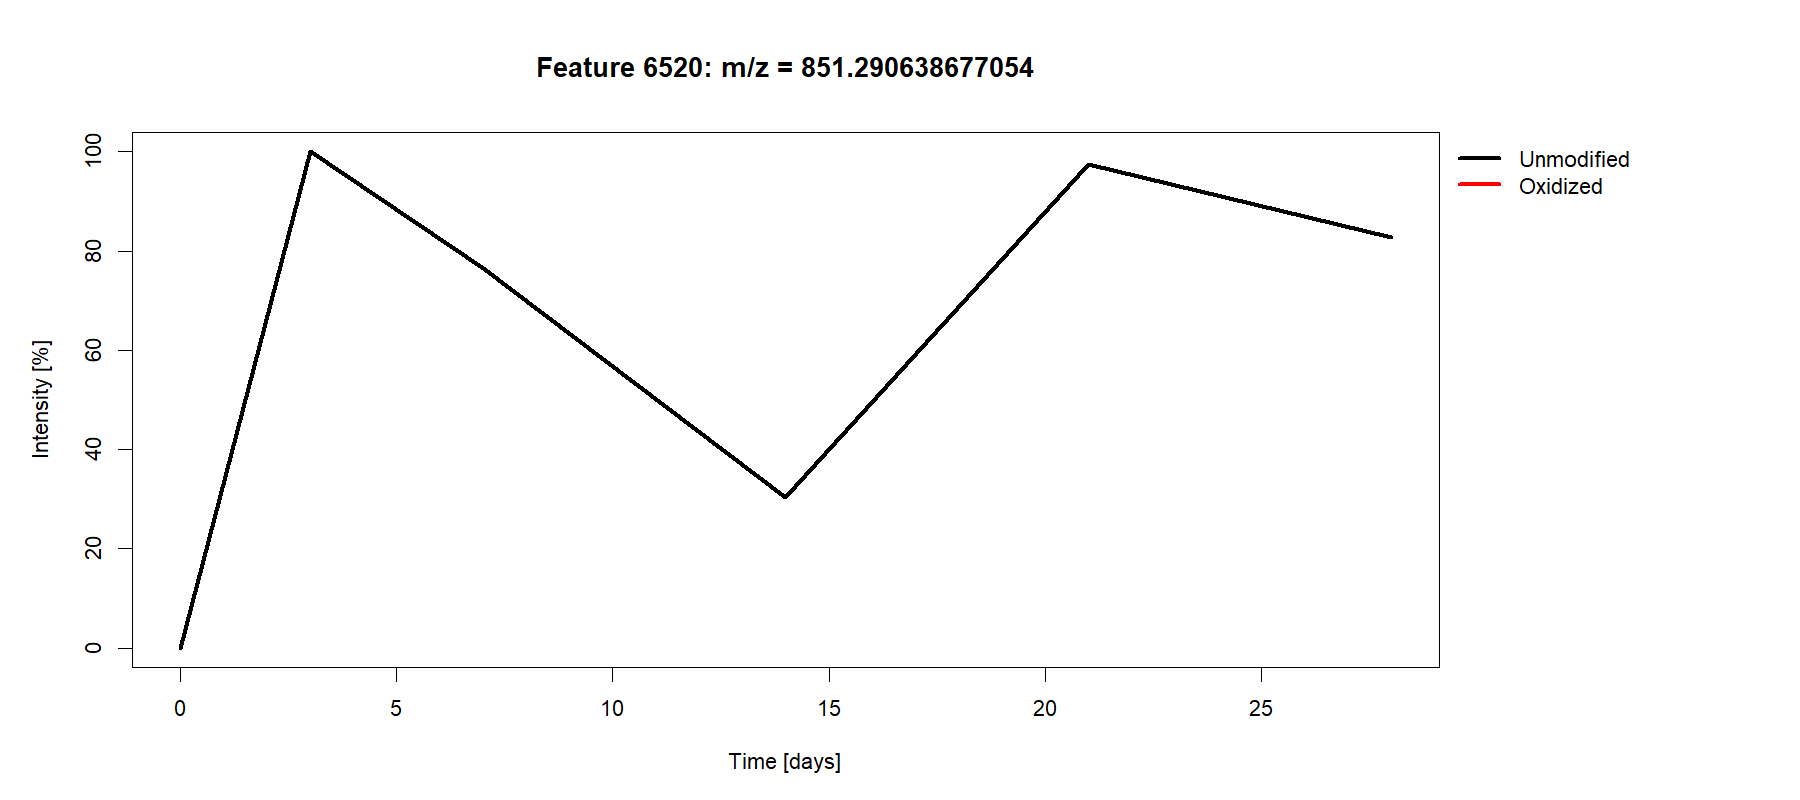 Feature 6520: m/z = 851.290638677054
Unmodified
Oxidized
Intensity [%]
100
80
60
40
20
0
0 5 10 15 20 25
Time [days]